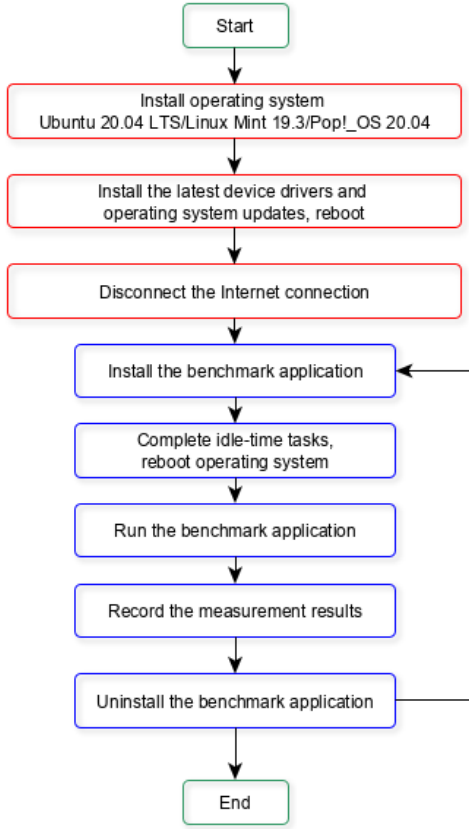 Start
Install operating system
Ubuntu 20.04 LTS/Linux Mint 19.3/Pop!_OS 20.04
Install the latest device drivers and
operating system updates, reboot
Disconnect the Internet connection
Install the benchmark application
Complete idle-time tasks,
reboot operating system
Run the benchmark application
Record the measurement results
Uninstall the benchmark application
End